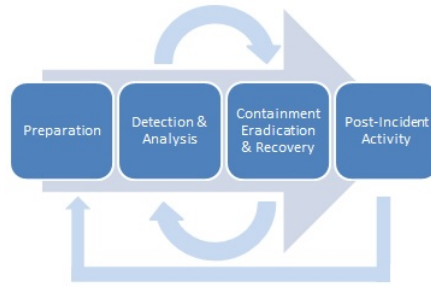 Preparation
Detection &
Analysis
Containment
Eradication
& Recovery
Post-Incident
Activity